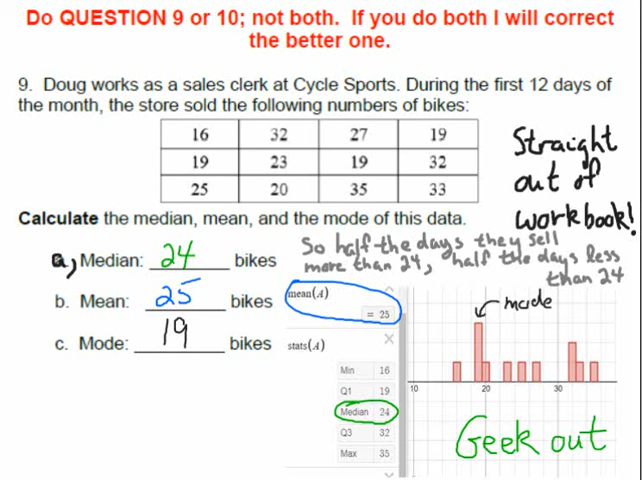 Do QUESTION 9 or 10; not both. If you do both I will correct
the better one.
9. Doug works as a sales clerk at Cycle Sports. During the first 12 days of
the month, the store sold the following numbers of bikes:
16 32 27 19
19 23 19 32
25 20 35 33
Straight
out of
workbook!
Calculate the median, mean, and the mode of this data.
a, Median: 24 bikes
So half the days they sell
more than 24, half the days less
than 24
b. Mean: 25 bikes
mean(A)
= 25
mode
c. Mode: 19 bikes
stats(A)
Min 16
Q1 19
Median 24
Q3 32
Max 35
10 20 30
Geek out